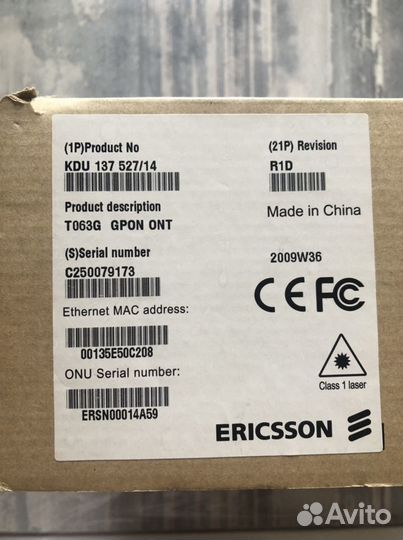 (1P)Product No
KDU 137 527/14
(21P) Revision
R1D
Product description
T063G GPON ONT
Made in China
(S)Serial number
C250079173
2009W36
Ethernet MAC address:
00135E50C208
CE FC
ONU Serial number:
ERSN00014A59
Class 1 laser
ERICSSON
Avito